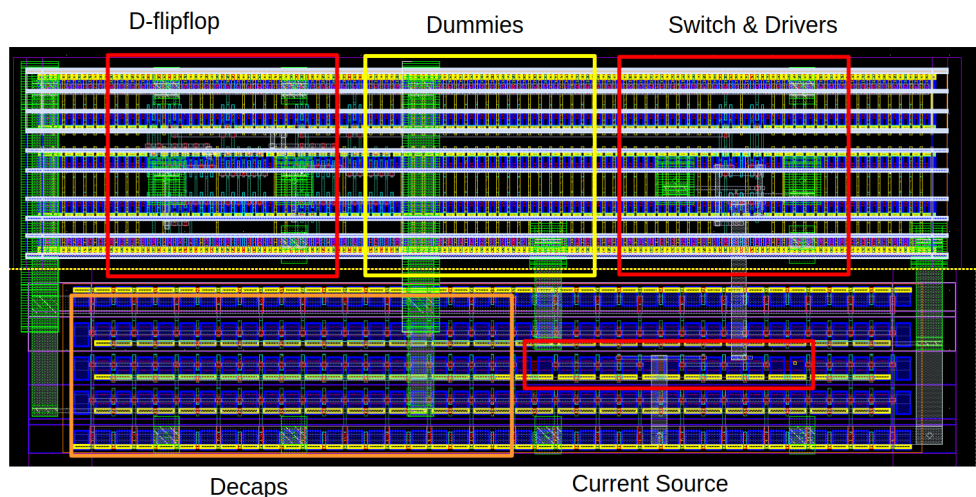 D-flipflop
Dummies
Switch & Drivers
Decaps
Current Source